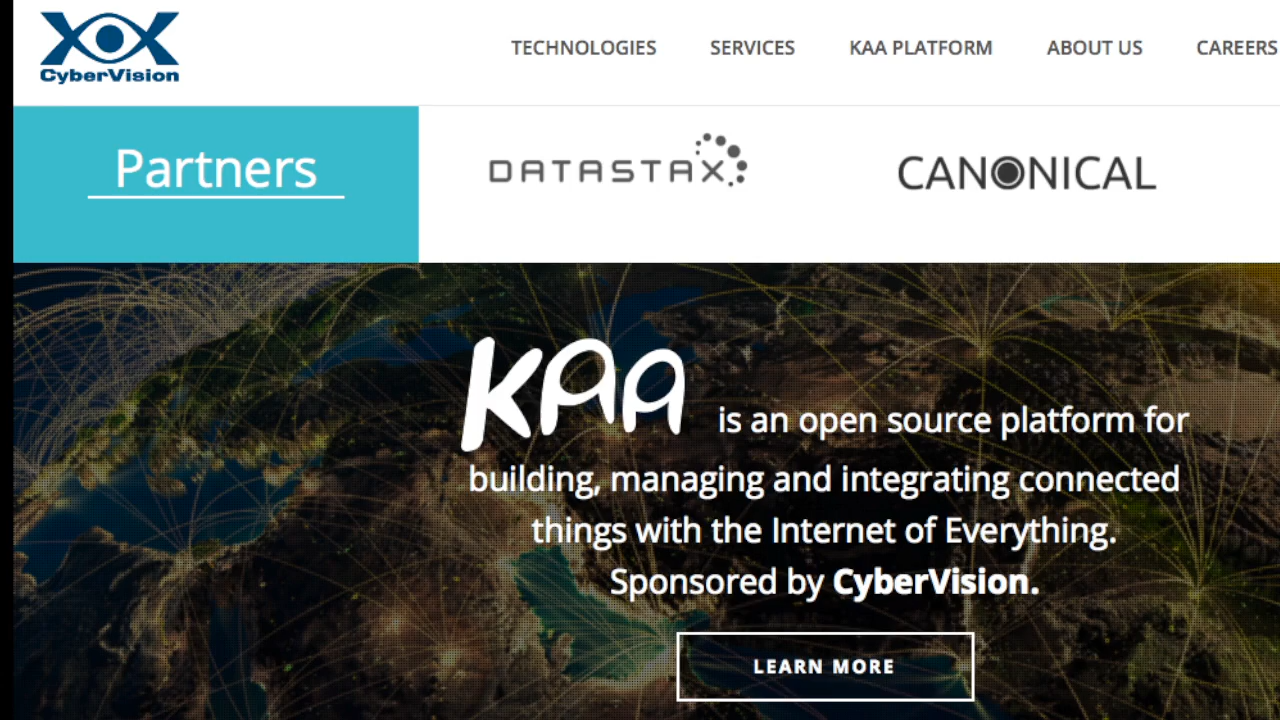 CyberVision
TECHNOLOGIES SERVICES KAA PLATFORM ABOUT US CAREERS
Partners
DATASTAX
CANONICAL
KAA is an open source platform for
building, managing and integrating connected
things with the Internet of Everything.
Sponsored by CyberVision.
LEARN MORE